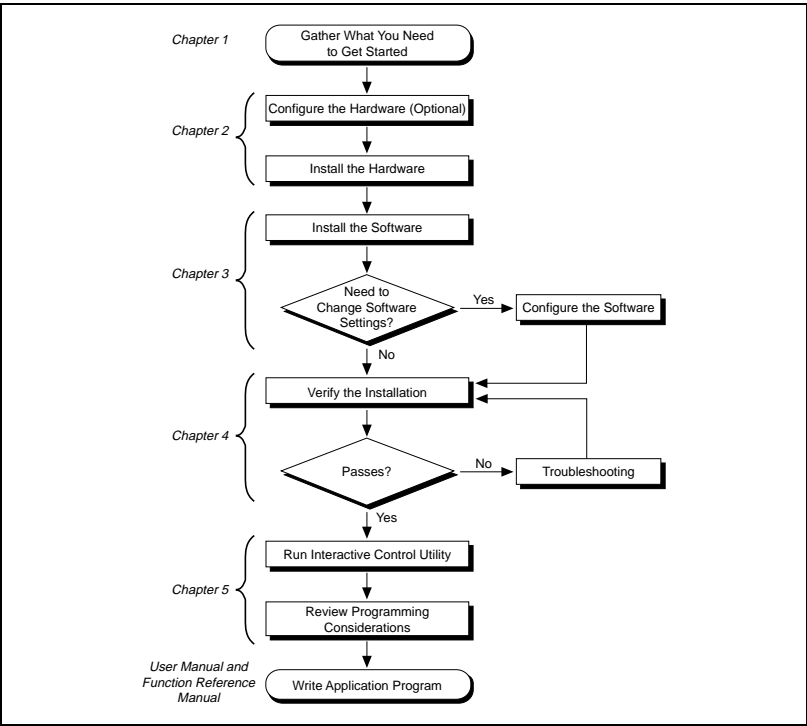 Chapter 1
Gather What You Need
to Get Started
Configure the Hardware (Optional)
Chapter 2
Install the Hardware
Install the Software
Chapter 3
Need to
Change Software
Settings?
Yes
Configure the Software
No
Verify the Installation
Chapter 4
Passes?
No
Troubleshooting
Yes
Run Interactive Control Utility
Chapter 5
Review Programming
Considerations
User Manual and
Function Reference
Manual
Write Application Program